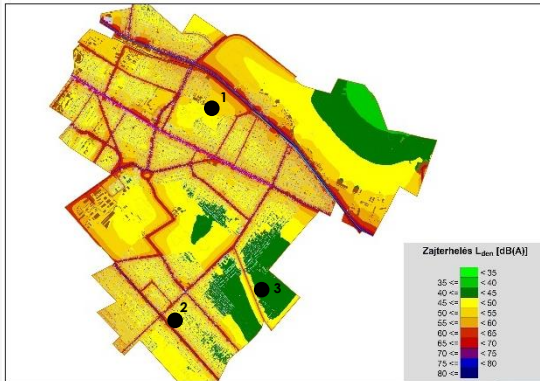 1
3
2
Zajterhelés Lden [dB(A)]
< 35
35 <= < 40
40 <= < 45
45 <= < 50
50 <= < 55
55 <= < 60
60 <= < 65
65 <= < 70
70 <= < 75
75 <= < 80
80 <=